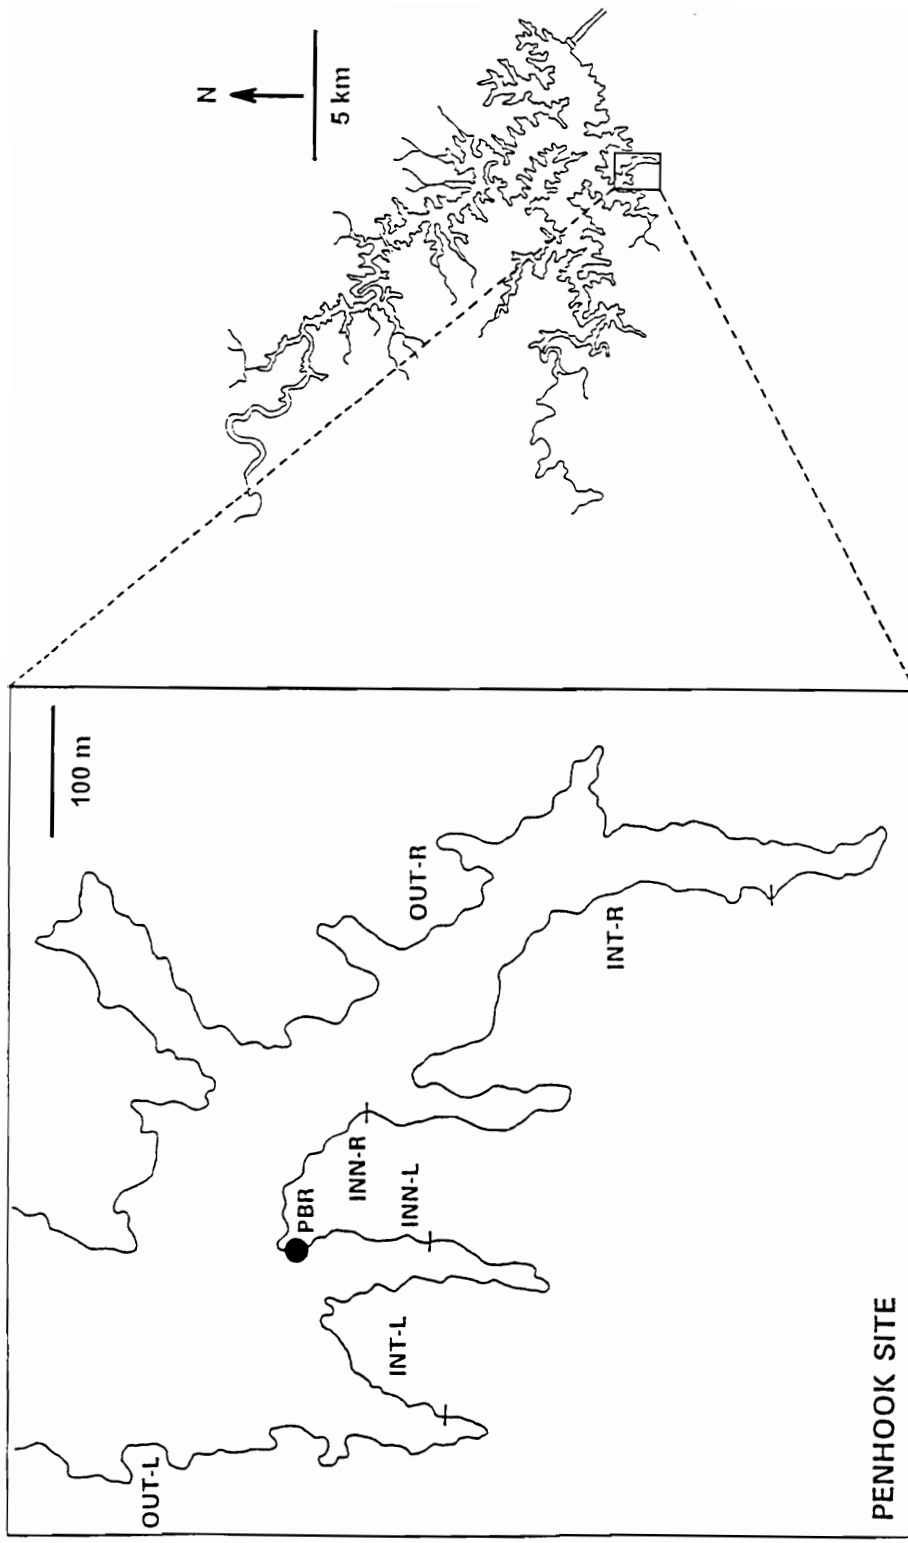 N
5 km
100 m
OUT-R
INT-R
INN-R
INN-L
PBR
INT-L
OUT-L
PENHOOK SITE